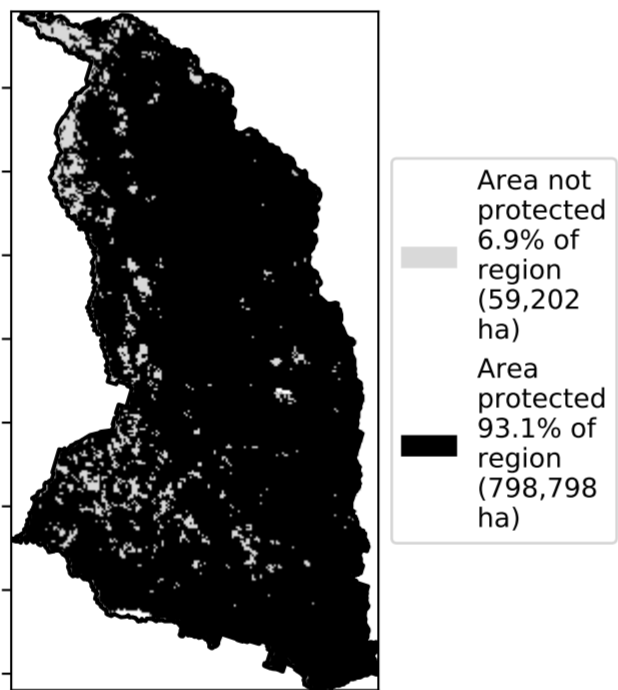 Area not
protected
6.9% of
region
(59,202
ha)
Area
protected
93.1% of
region
(798,798
ha)